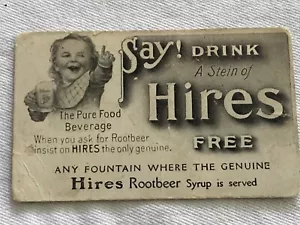 Say! DRINK
A Stein of
Hires
FREE
The Pure Food
Beverage
When you ask for Rootbeer
insist on HIRES the only genuine.
ANY FOUNTAIN WHERE THE GENUINE
Hires Rootbeer Syrup is served